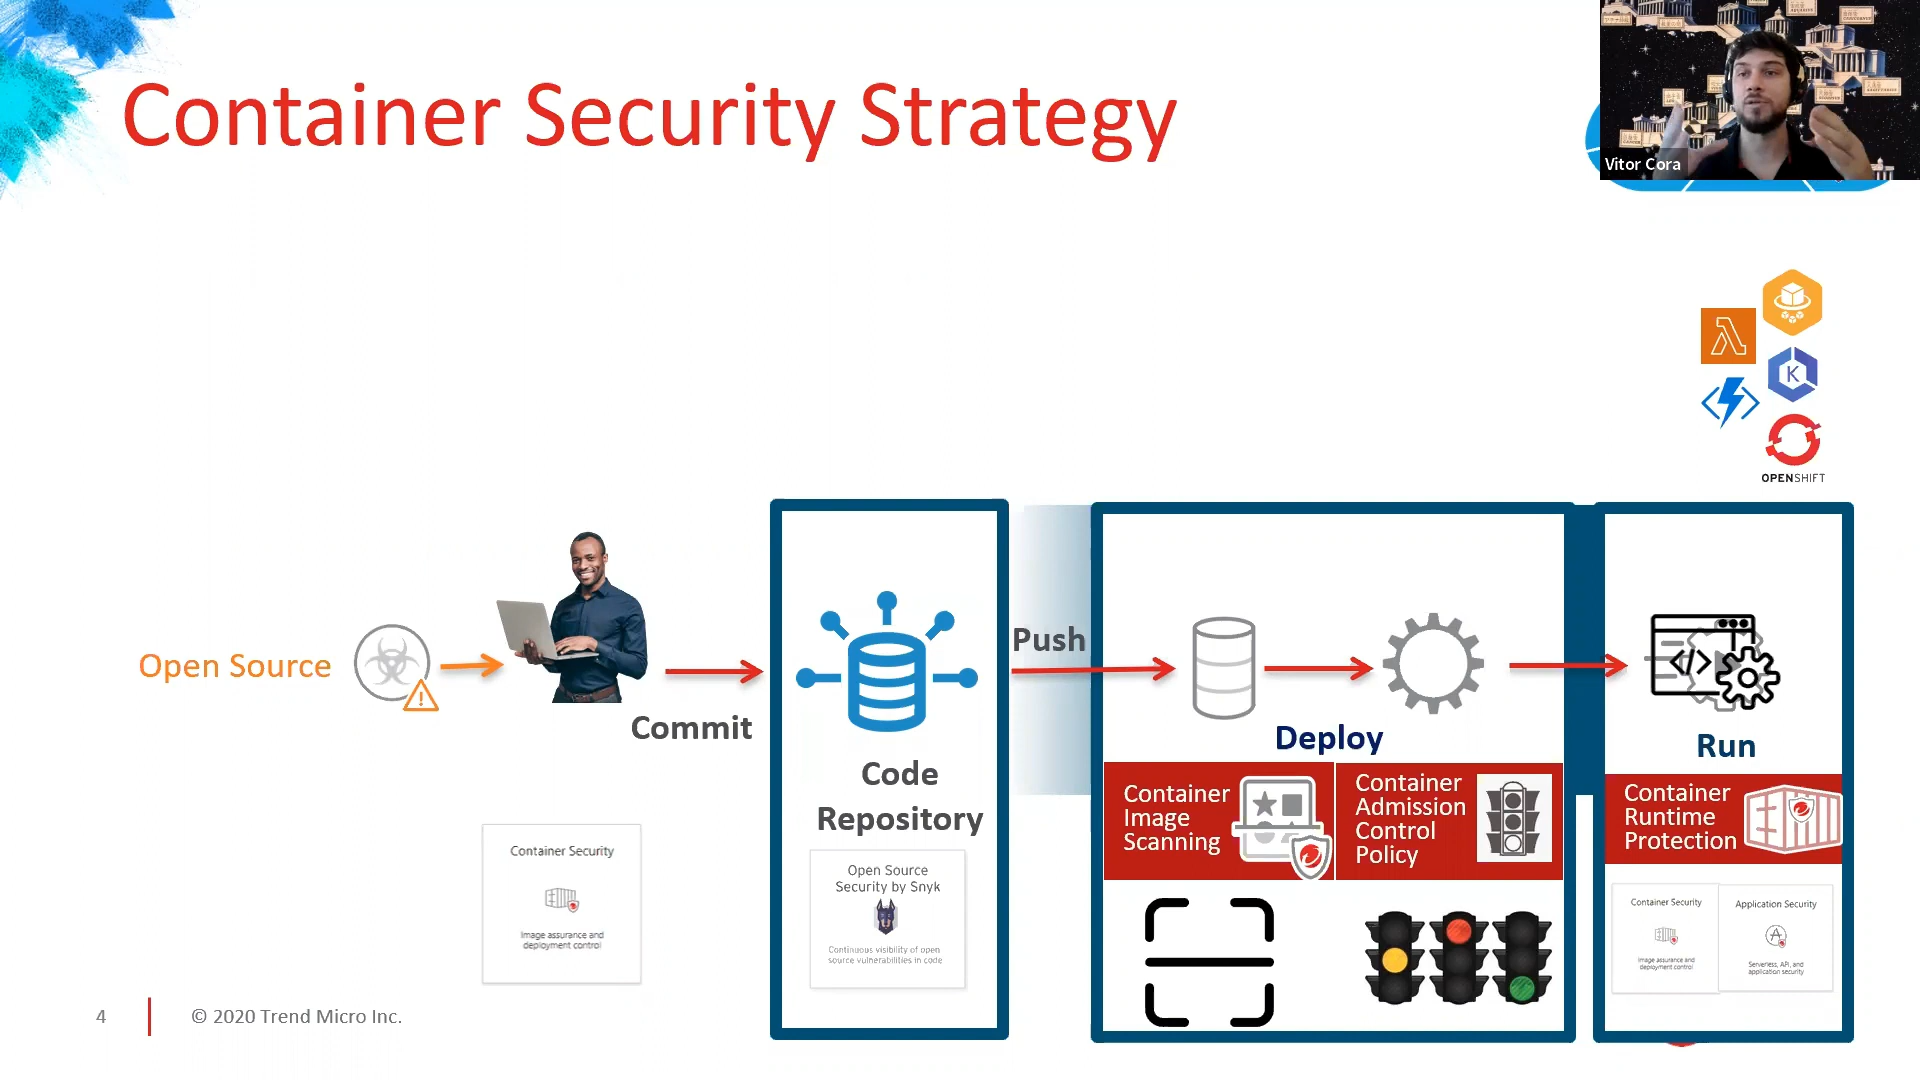 Container Security Strategy
Vitor Cora
OPENSHIFT
Open Source
Commit
Code
Repository
Open Source
Security by Snyk
Continuous visibility of open
source vulnerabilities in code
Container Security
Image assurance and
deployment control
Push
Deploy
Container
Image
Scanning
Container
Admission
Control
Policy
Run
Container
Runtime
Protection
Container Security
Image assurance and
deployment control
Application Security
Serverless, API, and
application security
K
4
© 2020 Trend Micro Inc.